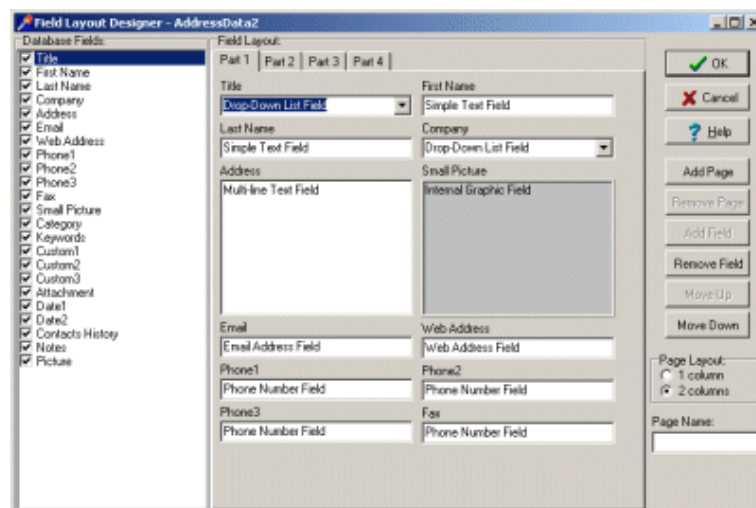 Field Layout Designer - AddressData2
Database Fields:
Title
First Name
Last Name
Company
Address
Email
Web Address
Phone1
Phone2
Phone3
Fax
Small Picture
Category
Keywords
Custom1
Custom2
Custom3
Attachment
Date1
Date2
Contacts History
Notes
Picture
Field Layout:
Part 1 Part 2 Part 3 Part 4
Title First Name
Drop-Down List Field Simple Text Field
Last Name Company
Simple Text Field Drop-Down List Field
Address Small Picture
Multi-line Text Field Internal Graphic Field
Email Web Address
Email Address Field Web Address Field
Phone1 Phone2
Phone Number Field Phone Number Field
Phone3 Fax
Phone Number Field Phone Number Field
OK
Cancel
Help
Add Page
Remove Page
Add Field
Remove Field
Move Up
Move Down
Page Layout:
1 column
2 columns
Page Name: